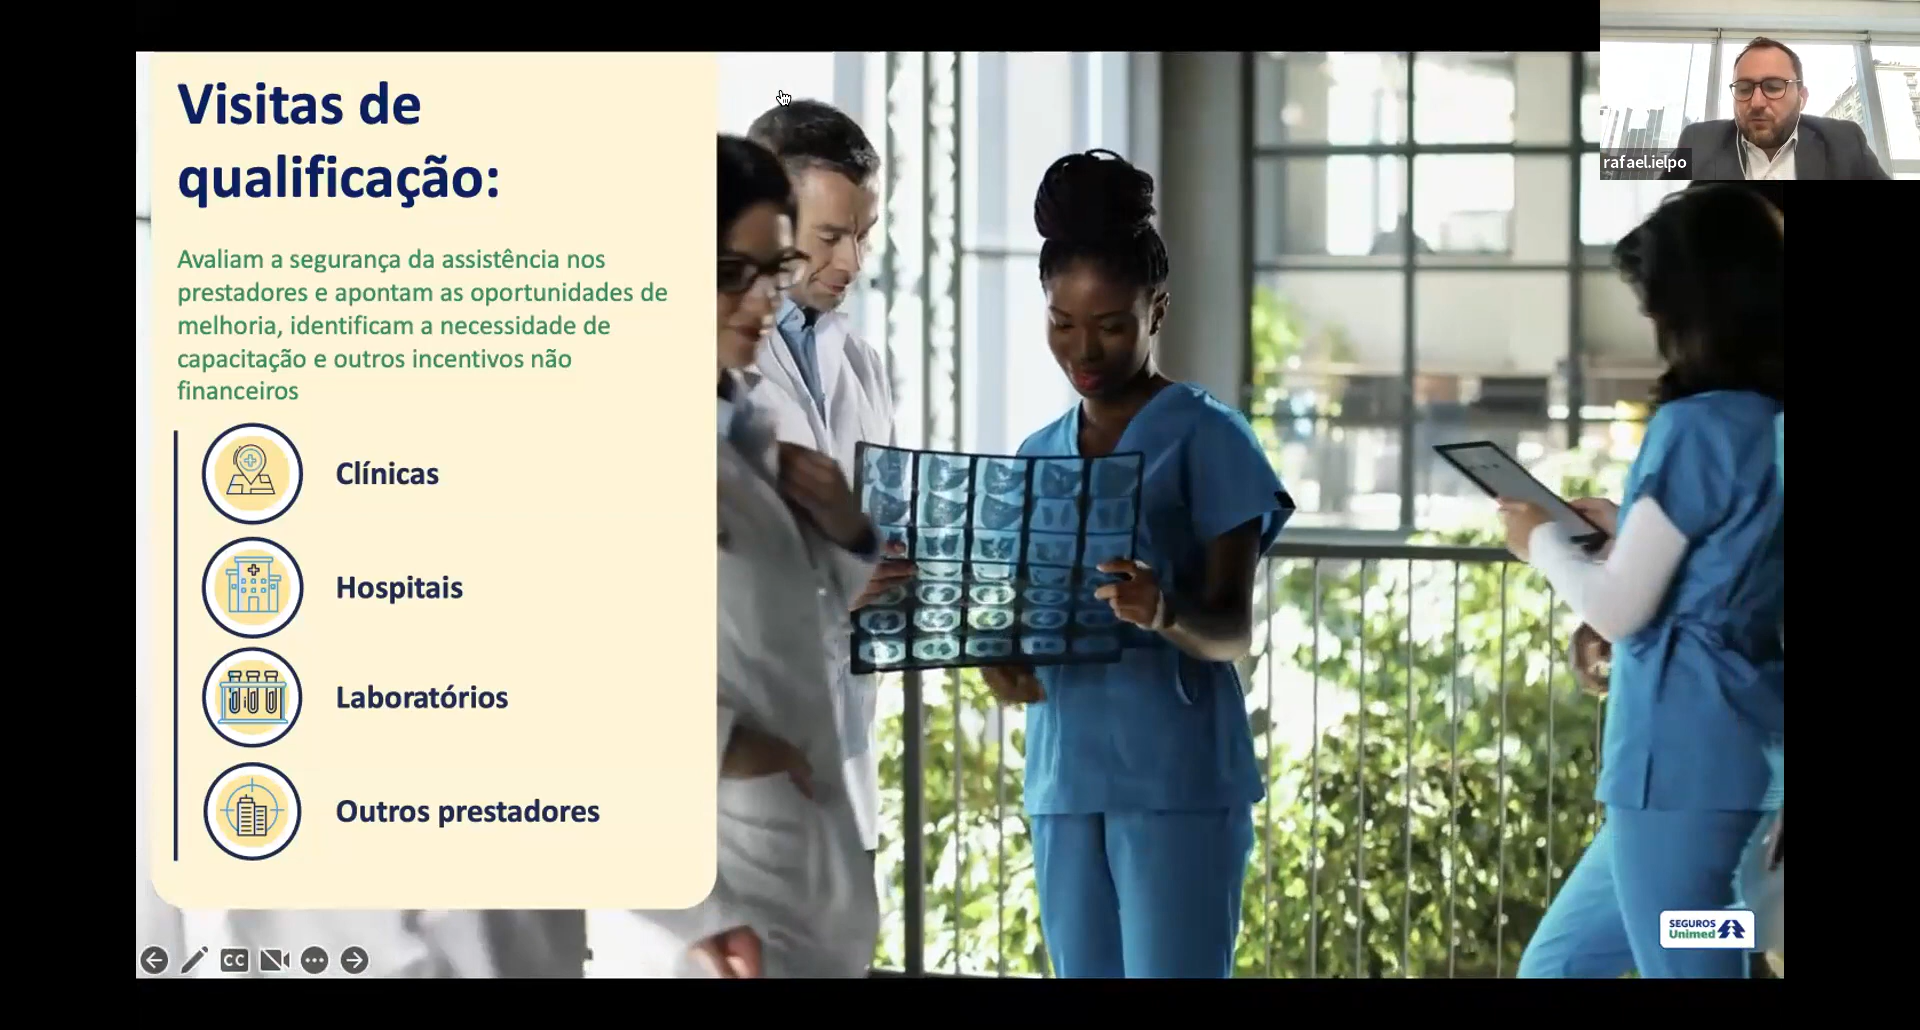 Visitas de
qualificação:
Avaliam a segurança da assistência nos
prestadores e apontam as oportunidades de
melhoria, identificam a necessidade de
capacitação e outros incentivos não
financeiros
Clínicas
Hospitais
Laboratórios
Outros prestadores
rafael.ielpo
SEGUROS
Unimed
CC